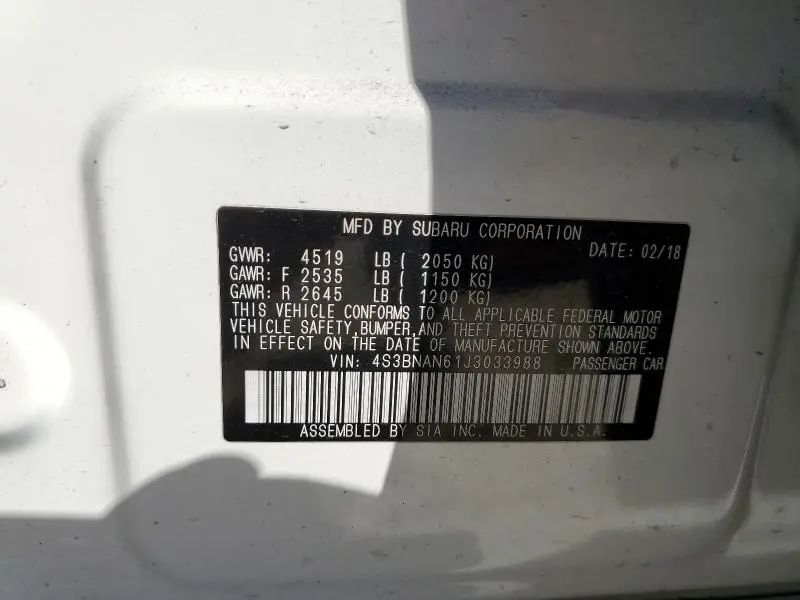 MFD BY SUBARU CORPORATION
DATE: 02/18
GVWR: 4519 LB ( 2050 KG)
GAWR: F 2535 LB ( 1150 KG)
GAWR: R 2645 LB ( 1200 KG)
THIS VEHICLE CONFORMS TO ALL APPLICABLE FEDERAL MOTOR
VEHICLE SAFETY, BUMPER, AND THEFT PREVENTION STANDARDS
IN EFFECT ON THE DATE OF MANUFACTURE SHOWN ABOVE.
VIN: 4S3BNAN61J3033988 PASSENGER CAR
ASSEMBLED BY SIA INC. MADE IN U.S.A.